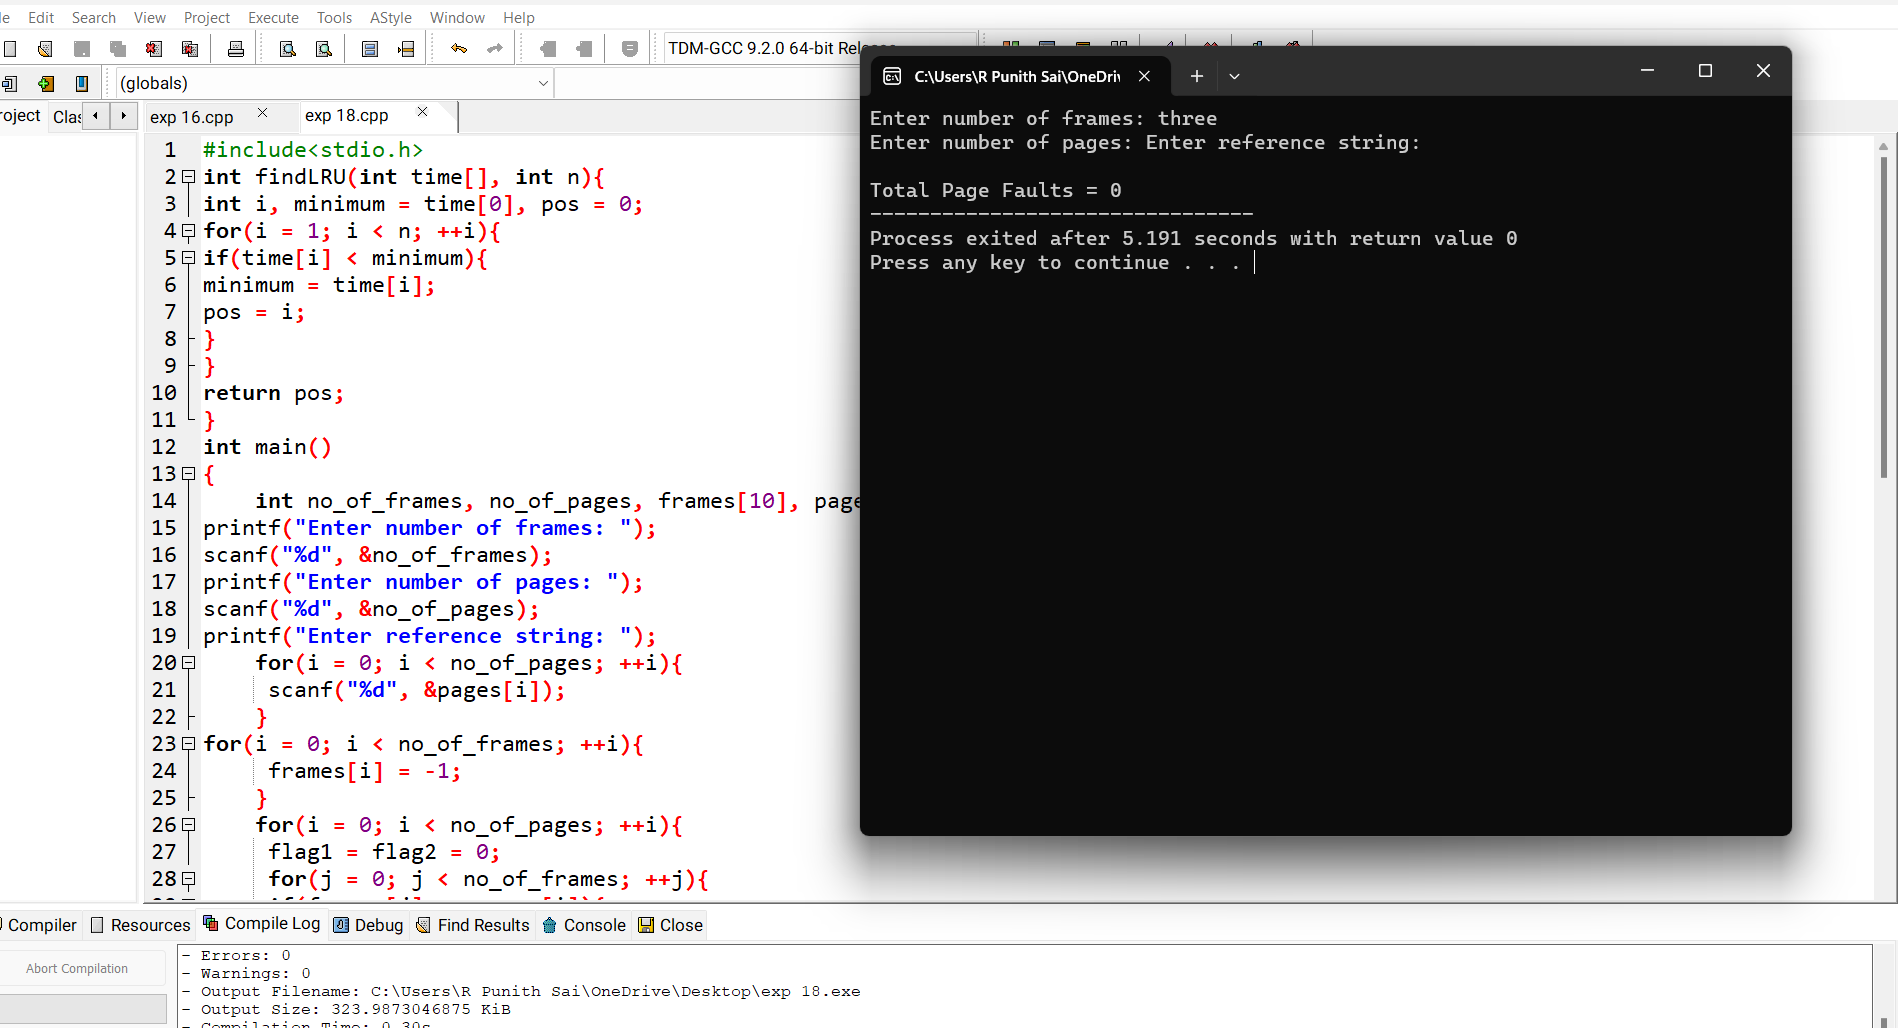 Edit Search View Project Execute Tools AStyle Window Help
TDM-GCC 9.2.0 64-bit
(globals)
exp 16.cpp exp 18.cpp
1 #include<stdio.h>
2 int findLRU(int time[], int n){
3 int i, minimum = time[0], pos = 0;
4 for(i = 1; i < n; ++i){
5 if(time[i] < minimum){
6 minimum = time[i];
7 pos = i;
8 }
9 }
10 return pos;
11 }
12 int main()
13 {
14 int no_of_frames, no_of_pages, frames[10], page
15 printf("Enter number of frames: ");
16 scanf("%d", &no_of_frames);
17 printf("Enter number of pages: ");
18 scanf("%d", &no_of_pages);
19 printf("Enter reference string: ");
20 for(i = 0; i < no_of_pages; ++i){
21 scanf("%d", &pages[i]);
22 }
23 for(i = 0; i < no_of_frames; ++i){
24 frames[i] = -1;
25 }
26 for(i = 0; i < no_of_pages; ++i){
27 flag1 = flag2 = 0;
28 for(j = 0; j < no_of_frames; ++j){
C:\Users\R Punith Sai\OneDriv
Enter number of frames: three
Enter number of pages: Enter reference string:
Total Page Faults = 0
--------------------------------
Process exited after 5.191 seconds with return value 0
Press any key to continue . . .
Compiler Resources Compile Log Debug Find Results Console Close
Abort Compilation
- Errors: 0
- Warnings: 0
- Output Filename: C:\Users\R Punith Sai\OneDrive\Desktop\exp 18.exe
- Output Size: 323.9873046875 KiB
- Compilation Time: 0.30s